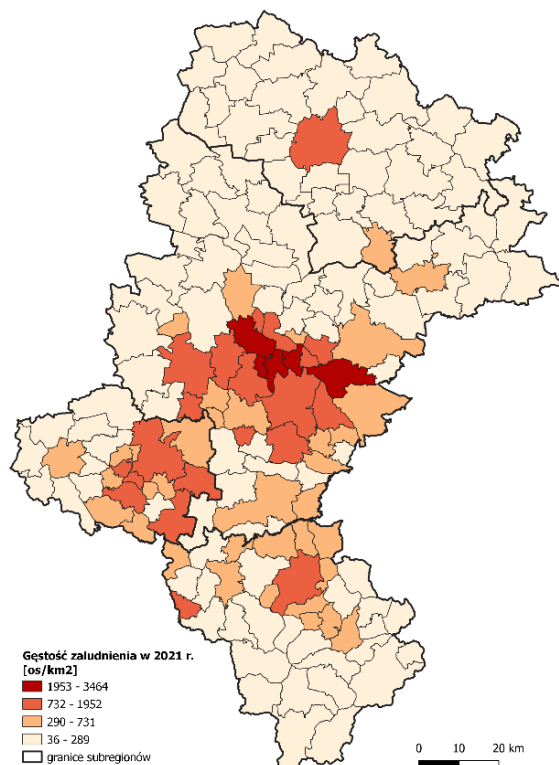 Gęstość zaludnienia w 2021 r.
[os/km2]
1953 - 3464
732 - 1952
290 - 731
36 - 289
granice subregionów
0 10 20 km